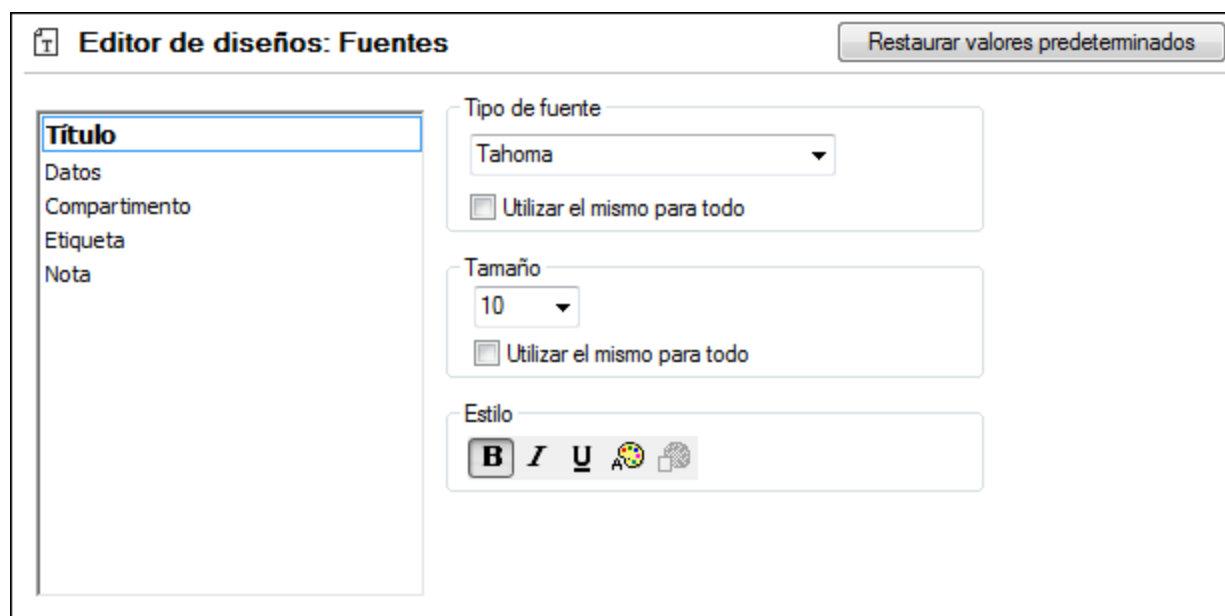 Editor de diseños: Fuentes
Restaurar valores predeterminados
Título
Datos
Compartimento
Etiqueta
Nota
Tipo de fuente
Tahoma
Utilizar el mismo para todo
Tamaño
10
Utilizar el mismo para todo
Estilo
B I U